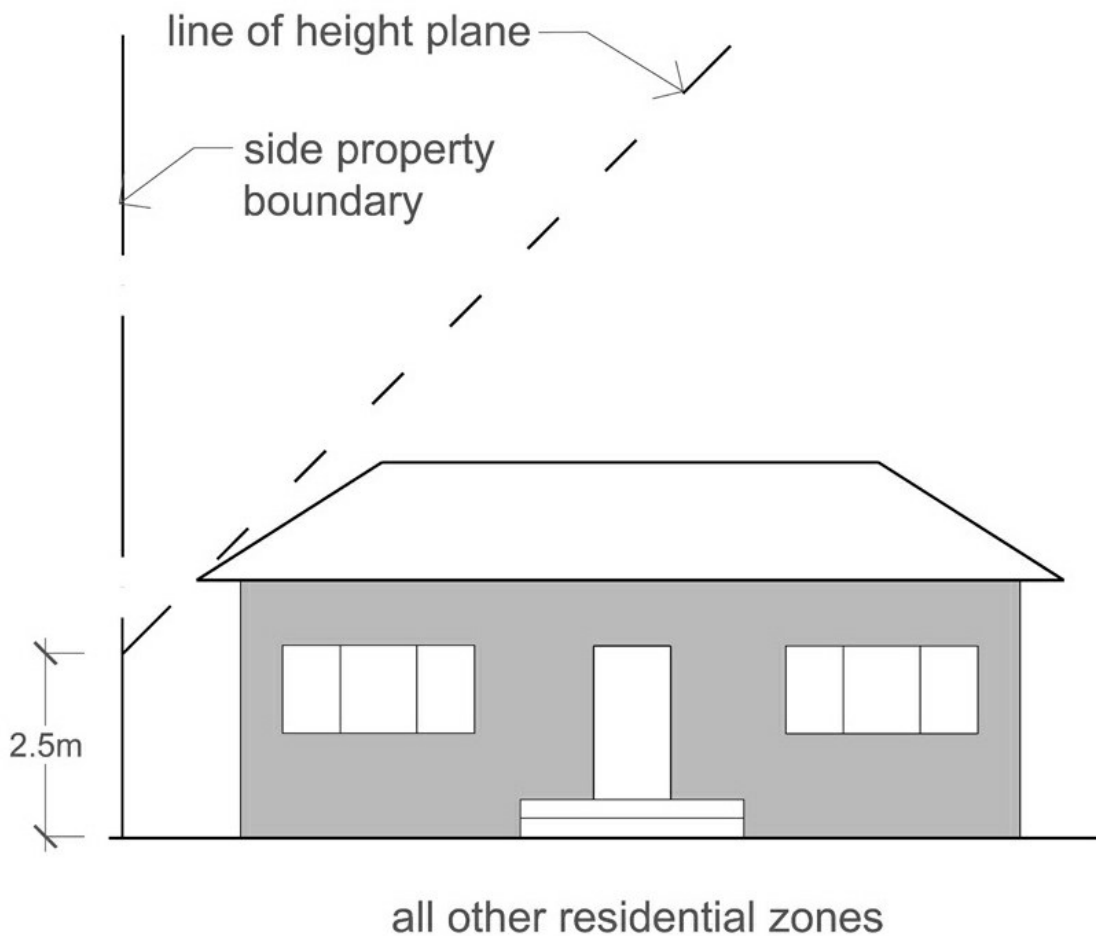 line of height plane
side property
boundary
2.5m
all other residential zones